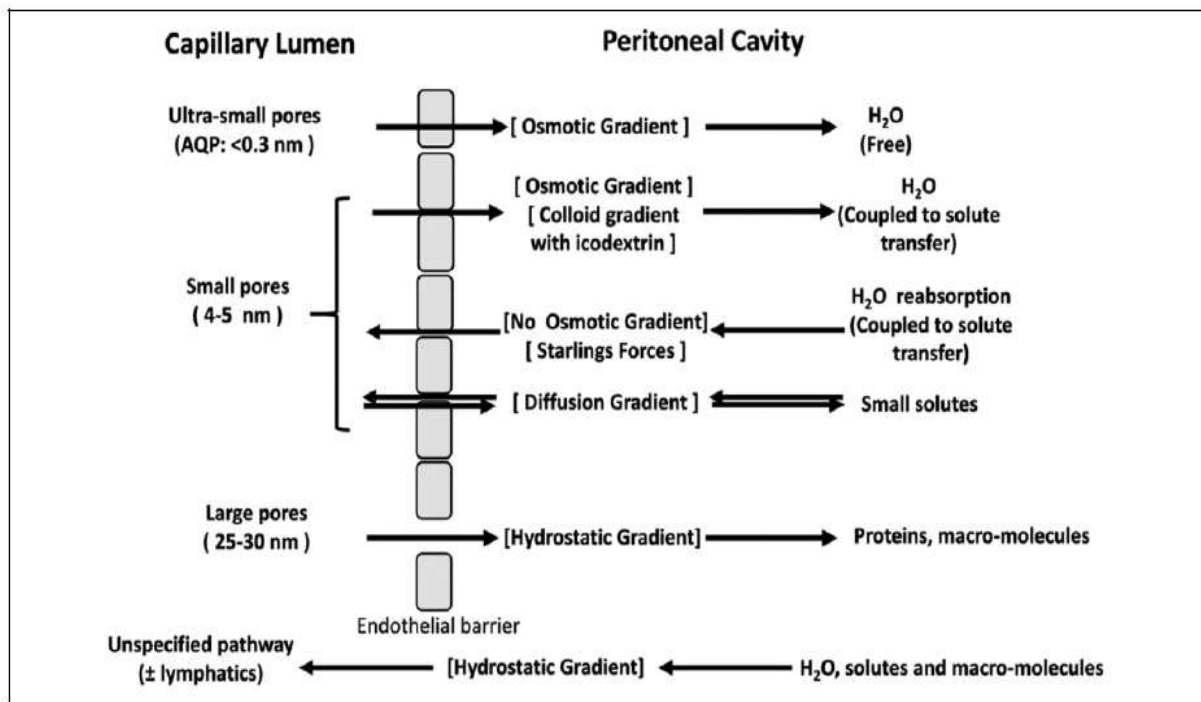 Capillary Lumen
Peritoneal Cavity
Ultra-small pores
(AQP: <0.3 nm )
[ Osmotic Gradient ]
H₂O
(Free)
[ Osmotic Gradient ]
[ Colloid gradient
with icodextrin ]
H₂O
(Coupled to solute
transfer)
Small pores
( 4-5 nm )
[No Osmotic Gradient]
[ Starlings Forces ]
H₂O reabsorption
(Coupled to solute
transfer)
[ Diffusion Gradient ]
Small solutes
Large pores
( 25-30 nm )
[Hydrostatic Gradient]
Proteins, macro-molecules
Endothelial barrier
Unspecified pathway
(± lymphatics)
[Hydrostatic Gradient]
H₂O, solutes and macro-molecules